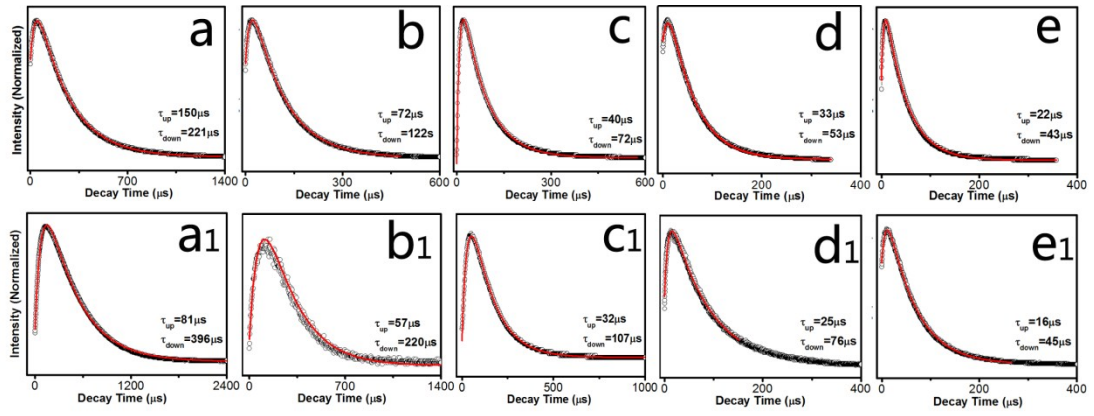 Intensity (Normalized)
a
τup=150μs
τdown=221μs
0 700 1400
Decay Time (μs)
b
τup=72μs
τdown=122s
0 300 600
Decay Time (μs)
c
τup=40μs
τdown=72μs
0 300 600
Decay Time (μs)
d
τup=33μs
τdown=53μs
0 200 400
Decay Time (μs)
e
τup=22μs
τdown=43μs
0 200 400
Decay Time (μs)
Intensity (Normalized)
a1
τup=81μs
τdown=396μs
0 1200 2400
Decay Time (μs)
b1
τup=57μs
τdown=220μs
0 700 1400
Decay Time (μs)
c1
τup=32μs
τdown=107μs
0 500 1000
Decay Time (μs)
d1
τup=25μs
τdown=76μs
0 200 400
Decay Time (μs)
e1
τup=16μs
τdown=45μs
0 200 400
Decay Time (μs)